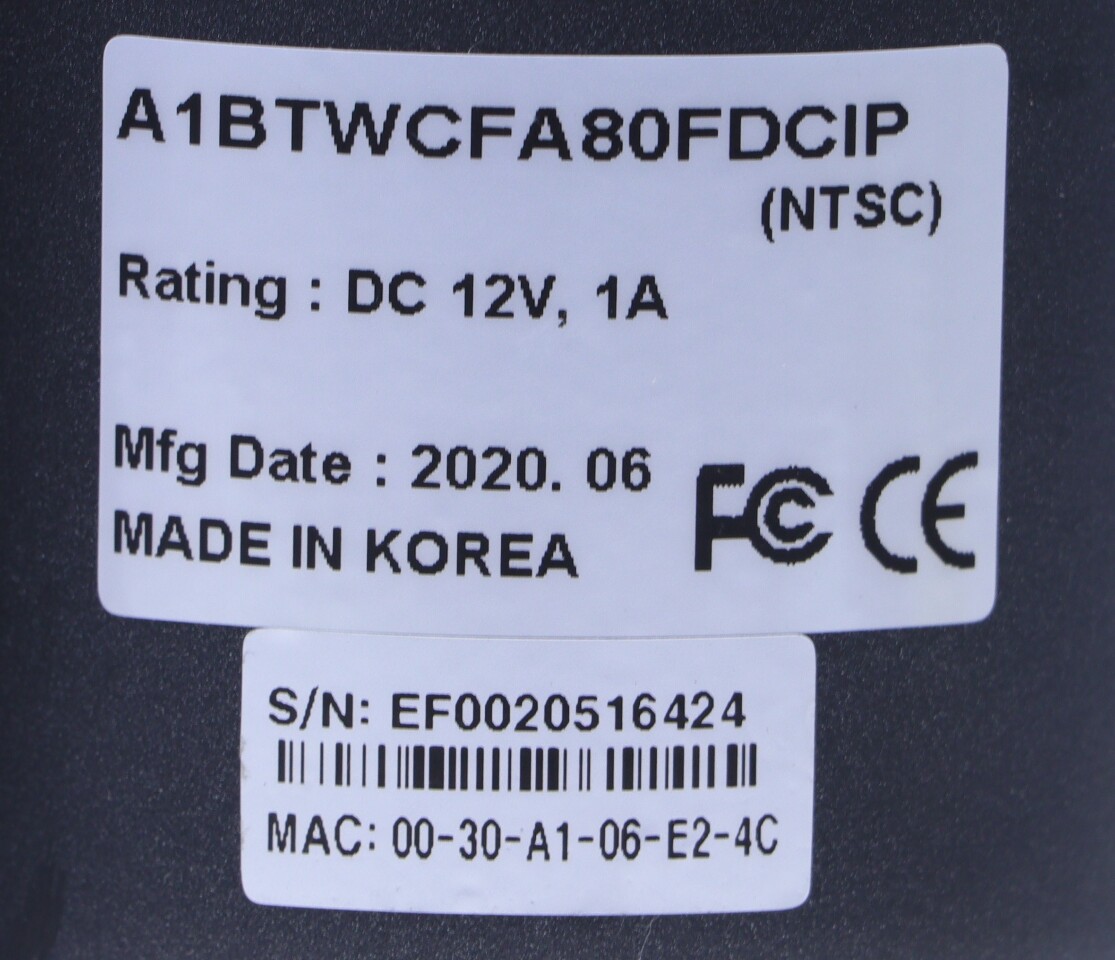 A1BTWCFA80FDCIP
(NTSC)
Rating : DC 12V, 1A
Mfg Date : 2020. 06
MADE IN KOREA
FC CE
S/N: EF0020516424
MAC: 00-30-A1-06-E2-4C